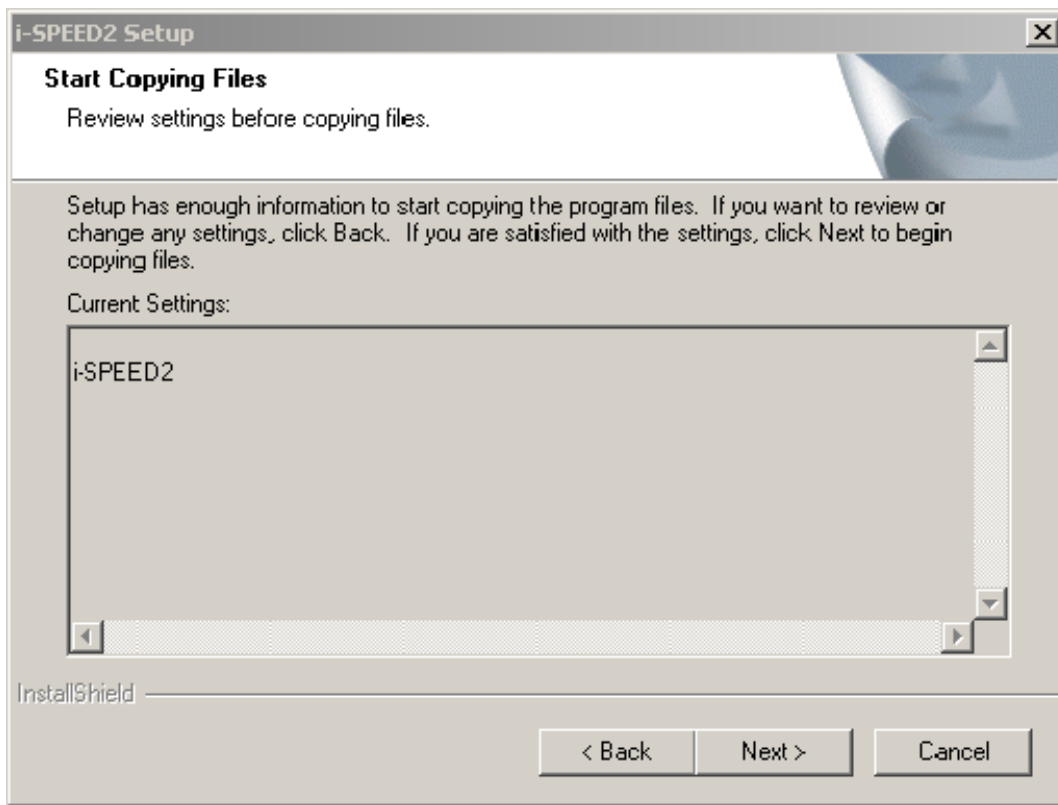 i-SPEED2 Setup
Start Copying Files
Review settings before copying files.
Setup has enough information to start copying the program files. If you want to review or
change any settings, click Back. If you are satisfied with the settings, click Next to begin
copying files.
Current Settings:
i-SPEED2
InstallShield
< Back
Next >
Cancel